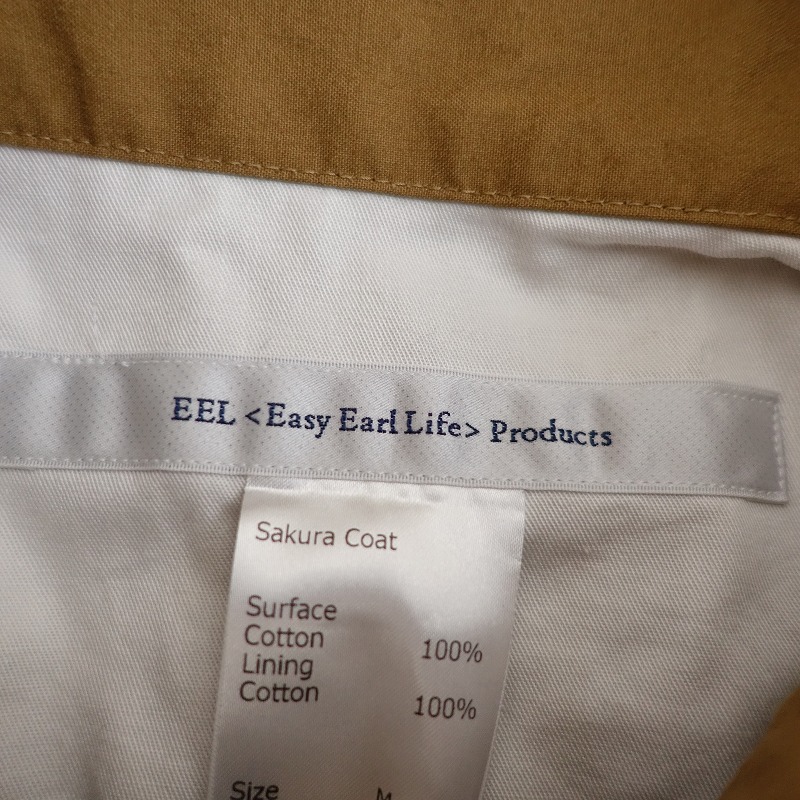 EEL <Easy Earl Life> Products
Sakura Coat
Surface
Cotton 100%
Lining
Cotton 100%
Size M